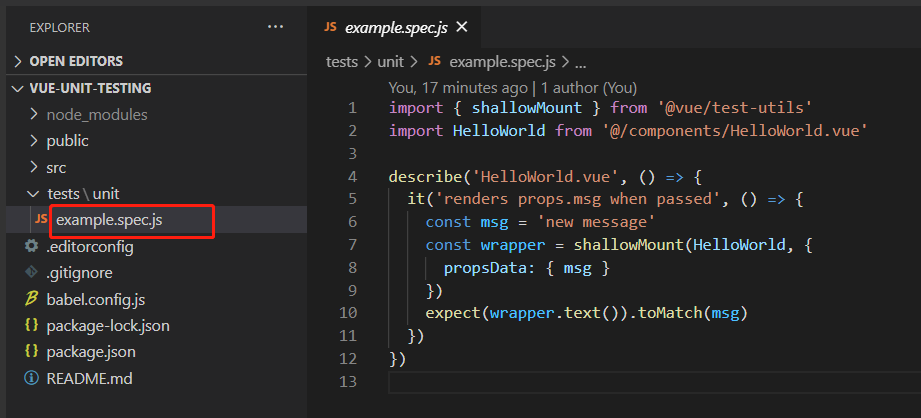 EXPLORER
OPEN EDITORS
VUE-UNIT-TESTING
node_modules
public
src
tests \ unit
JS example.spec.js
.editorconfig
.gitignore
babel.config.js
{} package-lock.json
{} package.json
README.md
JS example.spec.js
tests > unit > JS example.spec.js > ...
You, 17 minutes ago | 1 author (You)
1 import { shallowMount } from '@vue/test-utils'
2 import HelloWorld from '@/components/HelloWorld.vue'
3
4 describe('HelloWorld.vue', () => {
5   it('renders props.msg when passed', () => {
6     const msg = 'new message'
7     const wrapper = shallowMount(HelloWorld, {
8       propsData: { msg }
9     })
10     expect(wrapper.text()).toMatch(msg)
11   })
12 })
13